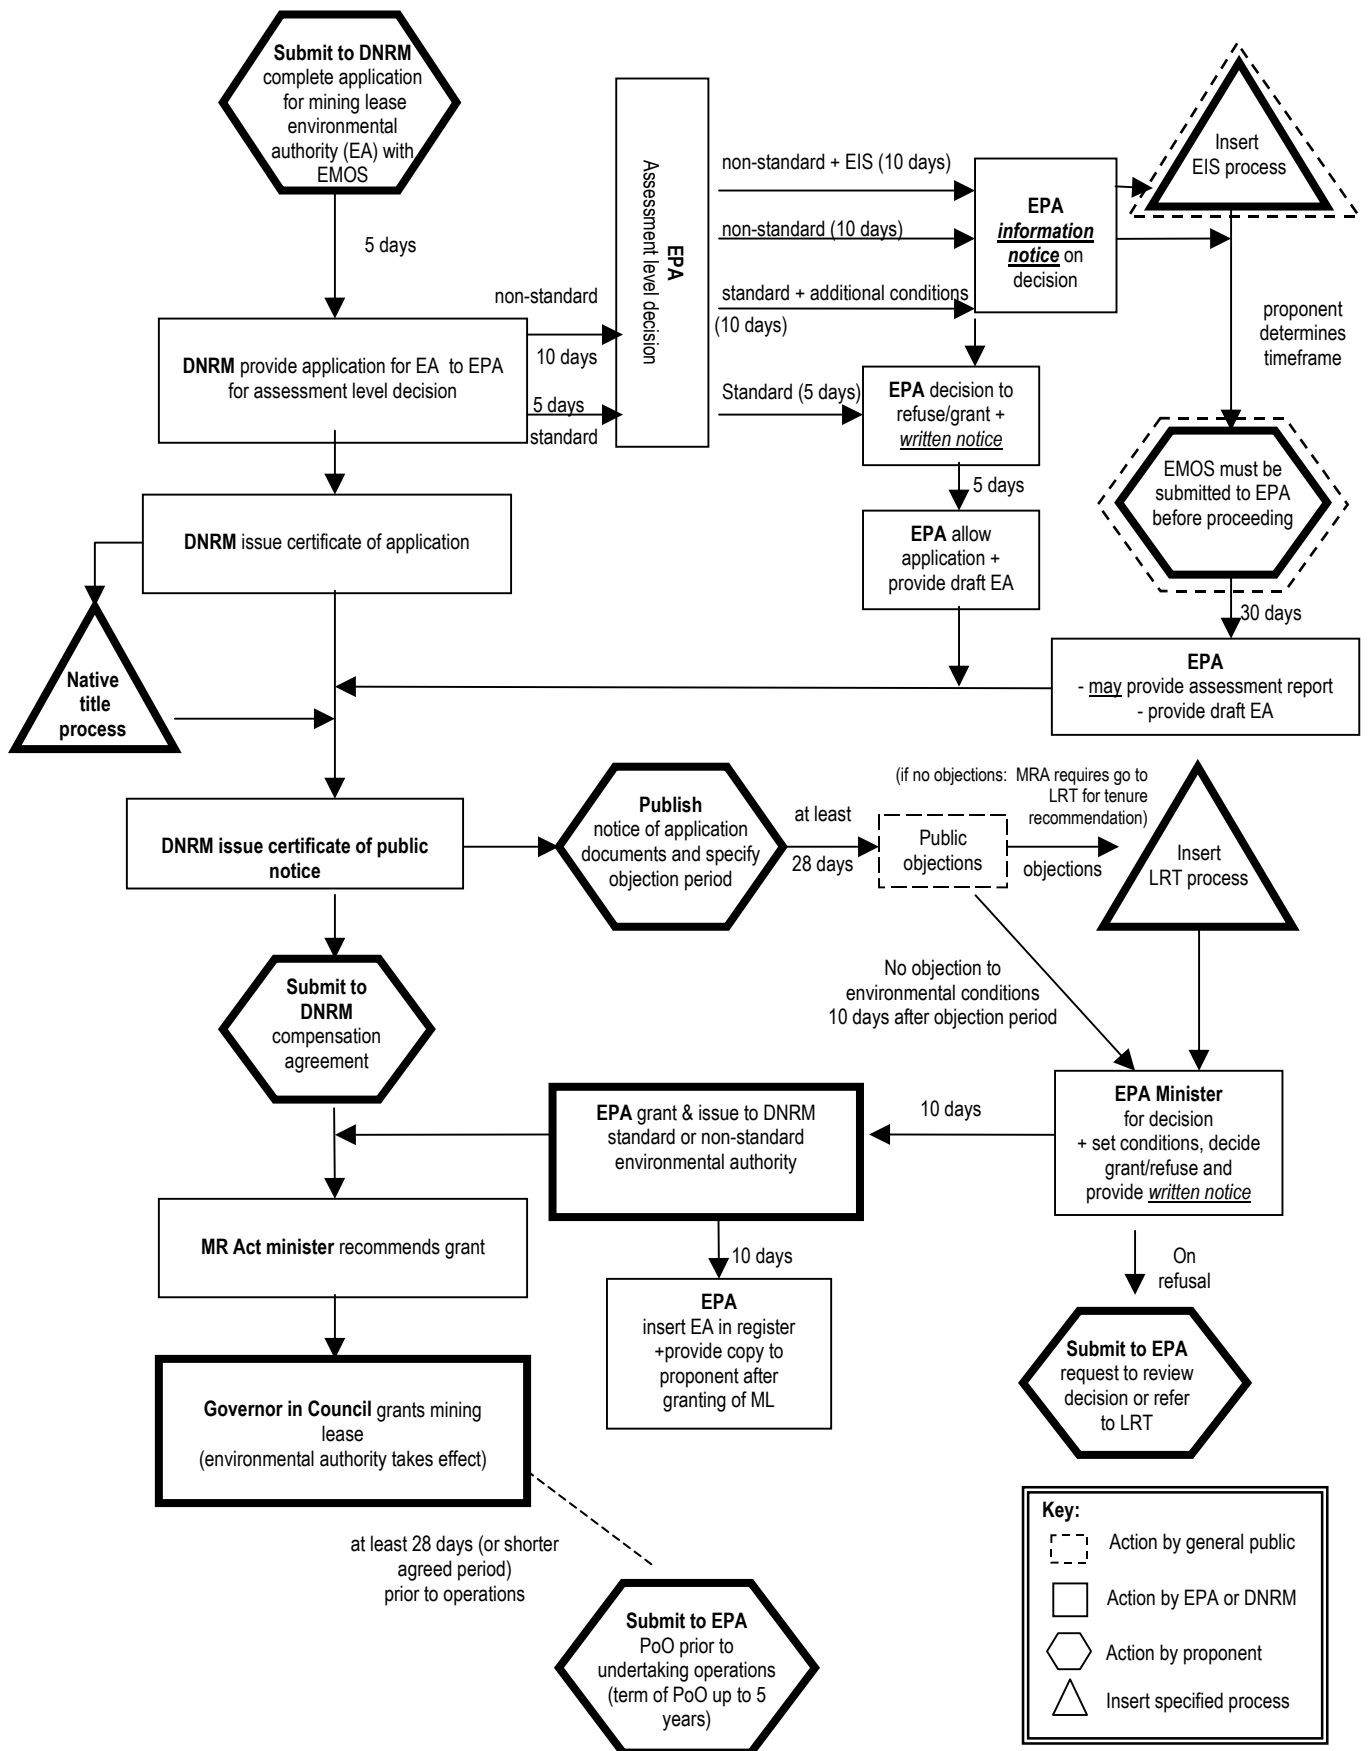 Submit to DNRM
complete application
for mining lease
environmental
authority (EA) with
EMOS
5 days
DNRM provide application for EA to EPA
for assessment level decision
non-standard
10 days
5 days
standard
EPA
Assessment level decision
non-standard + EIS (10 days)
non-standard (10 days)
standard + additional conditions
(10 days)
Standard (5 days)
EPA
information
notice on
decision
Insert
EIS process
proponent
determines
timeframe
EPA decision to
refuse/grant +
written notice
5 days
EPA allow
application +
provide draft EA
EMOS must be
submitted to EPA
before proceeding
30 days
EPA
- may provide assessment report
- provide draft EA
DNRM issue certificate of application
Native
title
process
DNRM issue certificate of public
notice
Publish
notice of application
documents and specify
objection period
at least
28 days
Public
objections
(if no objections: MRA requires go to
LRT for tenure
recommendation)
objections
Insert
LRT process
No objection to
environmental conditions
10 days after objection period
Submit to
DNRM
compensation
agreement
EPA grant & issue to DNRM
standard or non-standard
environmental authority
10 days
EPA Minister
for decision
+ set conditions, decide
grant/refuse and
provide written notice
On
refusal
MR Act minister recommends grant
10 days
EPA
insert EA in register
+provide copy to
proponent after
granting of ML
Submit to EPA
request to review
decision or refer
to LRT
Governor in Council grants mining
lease
(environmental authority takes effect)
at least 28 days (or shorter
agreed period)
prior to operations
Submit to EPA
PoO prior to
undertaking operations
(term of PoO up to 5
years)
Key:
Action by general public
Action by EPA or DNRM
Action by proponent
Insert specified process